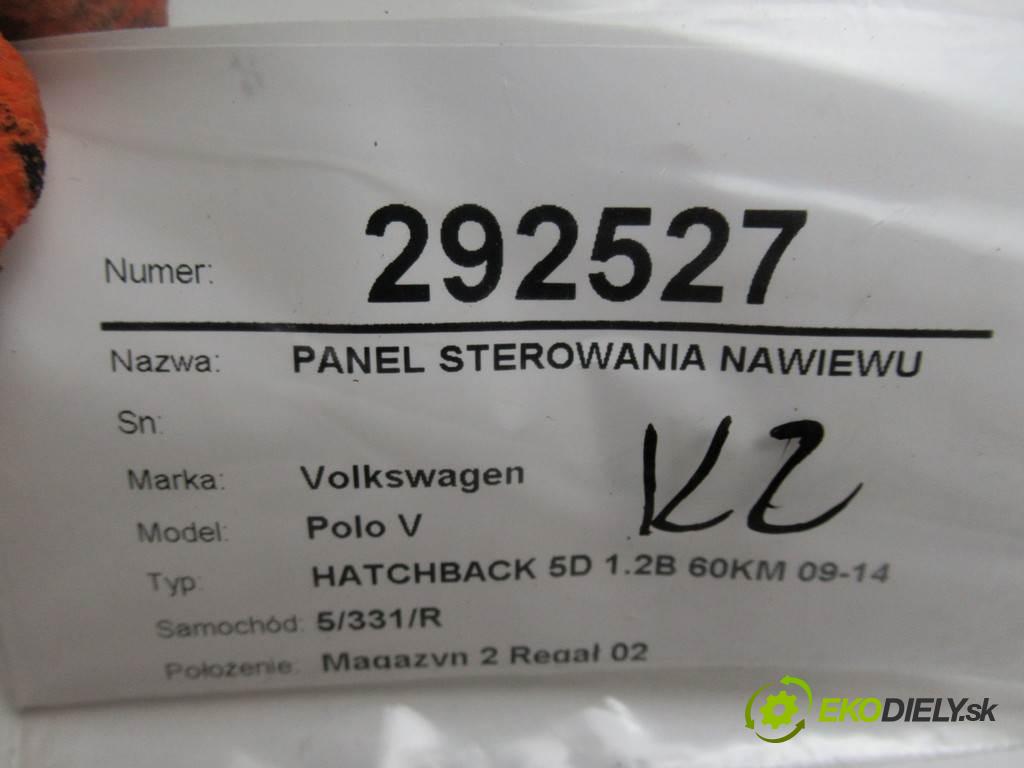 Numer: 292527
Nazwa: PANEL STEROWANIA NAWIEWU
Sn:
Marka: Volkswagen
Model: Polo V
Typ: HATCHBACK 5D 1.2B 60KM 09-14
Samochód: 5/331/R
Położenie: Magazyn 2 Regał 02
KZ
EKODIELY.sk